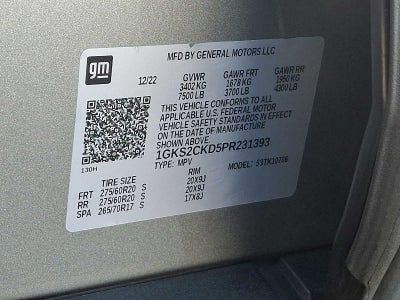 gm
MFD BY GENERAL MOTORS LLC
12/22 GVWR GAWR FRT GAWR RR
3402 KG 1678 KG 1950 KG
7500 LB 3700 LB 4300 LB
THIS VEHICLE CONFORMS TO ALL
APPLICABLE U.S. FEDERAL MOTOR
VEHICLE SAFETY STANDARDS IN EFFECT
ON THE DATE OF MANUFACTURE
SHOWN ABOVE.
1GKS2CKD5PR231393
130H TYPE: MPV MODEL: 53TK10706
TIRE SIZE RIM
FRT 275/60R20 S 20X9J
RR 275/60R20 S 20X9J
SPA 265/70R17 S 17X8J